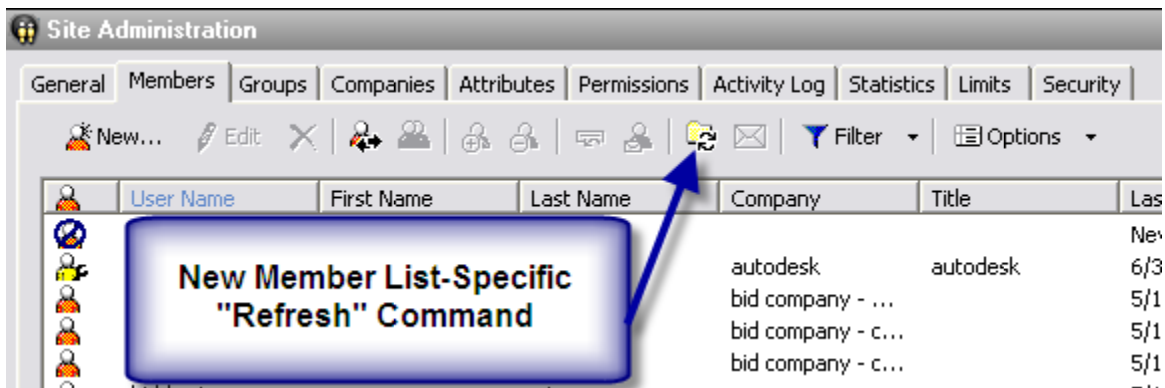 Site Administration
General Members Groups Companies Attributes Permissions Activity Log Statistics Limits Security
New... Edit Filter Options
User Name First Name Last Name Company Title Las
Nev
autodesk autodesk 6/3
bid company - ... 5/1
bid company - c... 5/1
bid company - c... 5/1
New Member List-Specific
"Refresh" Command